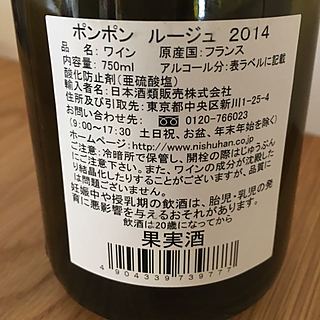 ポンポン ルージュ 2014
品 名：ワイン 原産国：フランス
内容量：750ml アルコール分：表ラベルに記載
酸化防止剤（亜硫酸塩）
輸入者名：日本酒類販売株式会社
住所及び引取先：東京都中央区新川1-25-4
お問い合わせ先： 0120-766023
（9:00～17:30 土日祝、お盆、年末年始を除く）
ホームページ：http://www.nishuhan.co.jp
ご注意：冷暗所で保管し、開栓の際はじゅうぶん
ご注意下さい。また、ワインの成分が沈殿した
り結晶化したりすることがございますが、品質に
は問題ございません。
妊娠中や授乳期の飲酒は、胎児・乳児の発
育に悪影響を与えるおそれがあります。
飲酒は20歳になってから
果実酒
4904339739777